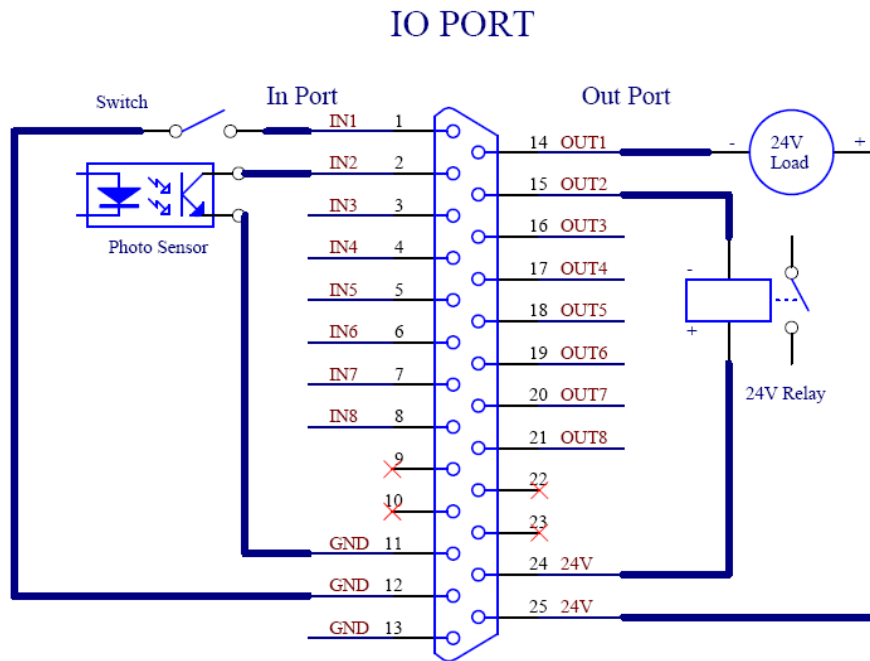 IO PORT
Switch
In Port
Out Port
IN1 1
14 OUT1
- 24V Load +
IN2 2
15 OUT2
Photo Sensor
IN3 3
16 OUT3
IN4 4
17 OUT4
-
IN5 5
18 OUT5
+
IN6 6
19 OUT6
IN7 7
20 OUT7
24V Relay
IN8 8
21 OUT8
9
22
10
23
GND 11
24 24V
GND 12
25 24V
GND 13